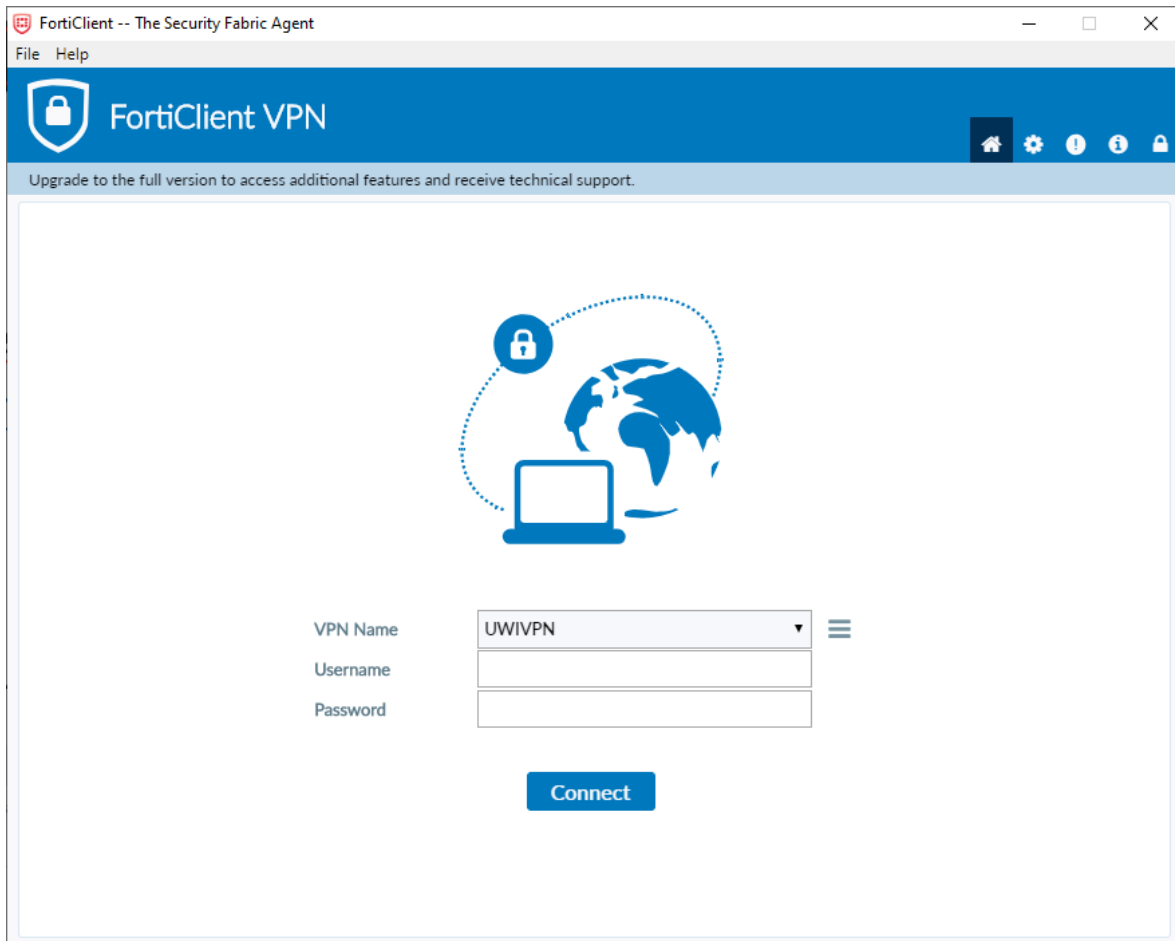 FortiClient -- The Security Fabric Agent
File Help
FortiClient VPN
Upgrade to the full version to access additional features and receive technical support.
VPN Name UWIVPN
Username
Password
Connect